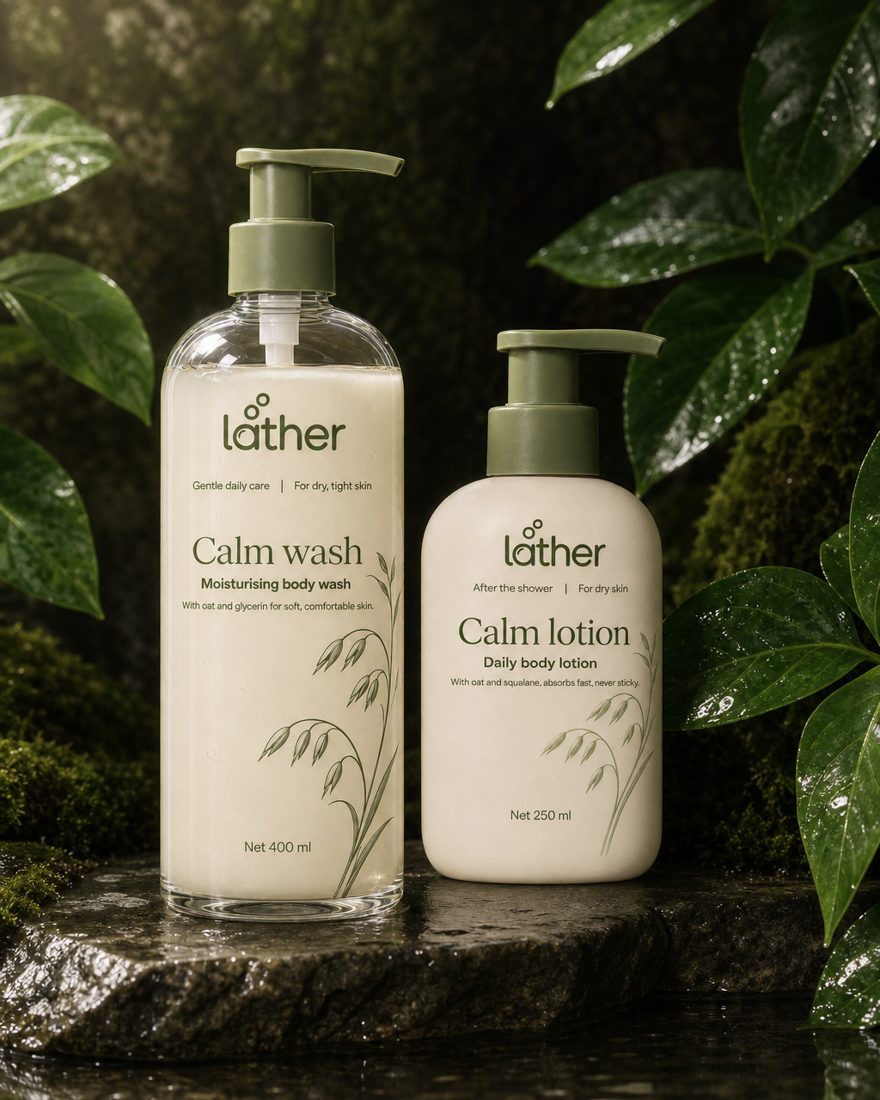 lather
Gentle daily care | For dry, tight skin
Calm wash
Moisturising body wash
With oat and glycerin for soft, comfortable skin.
Net 400 ml
lather
After the shower | For dry skin
Calm lotion
Daily body lotion
With oat and squalane, absorbs fast, never sticky.
Net 250 ml